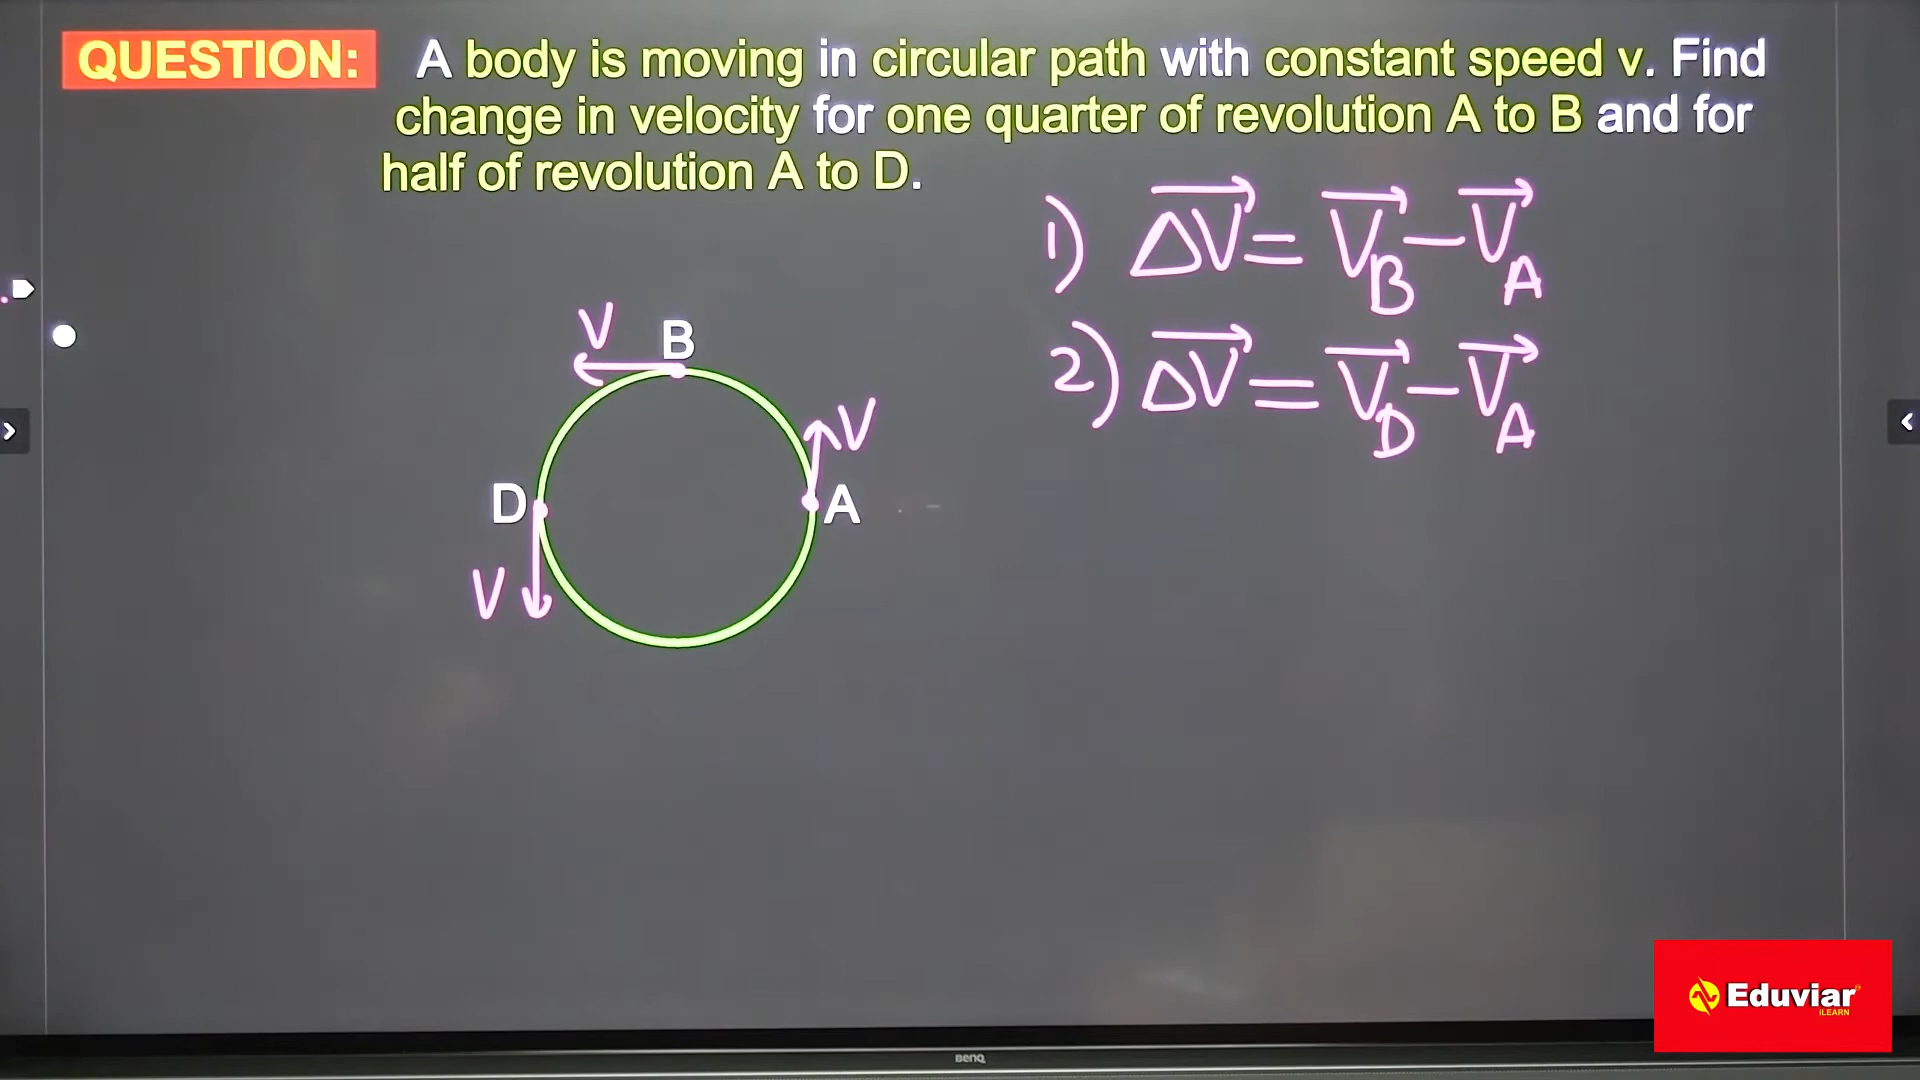 QUESTION: A body is moving in circular path with constant speed v. Find
change in velocity for one quarter of revolution A to B and for
half of revolution A to D.
1) ΔV = V_B - V_A
2) ΔV = V_D - V_A
V
B
V
D
A
V
Eduviar
iLEARN
BenQ